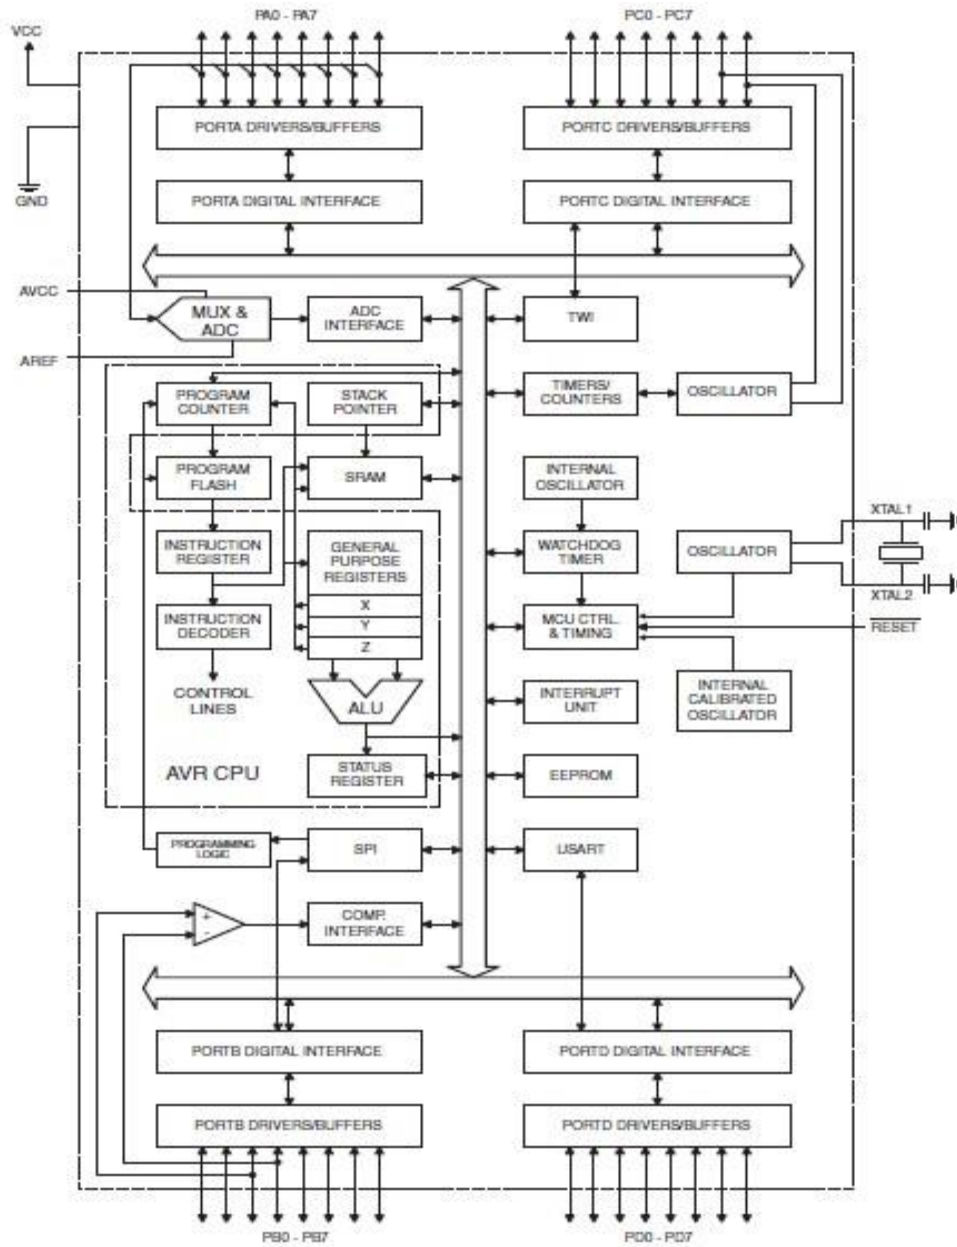 PA0 - PA7
PC0 - PC7
VCC
PORTA DRIVERS/BUFFERS
PORTC DRIVERS/BUFFERS
GND
PORTA DIGITAL INTERFACE
PORTC DIGITAL INTERFACE
AVCC
MUX &
ADC
ADC
INTERFACE
TWI
AREF
PROGRAM
COUNTER
STACK
POINTER
TIMERS/
COUNTERS
OSCILLATOR
PROGRAM
FLASH
SRAM
INTERNAL
OSCILLATOR
XTAL1
INSTRUCTION
REGISTER
GENERAL
PURPOSE
REGISTERS
WATCHDOG
TIMER
OSCILLATOR
XTAL2
X
INSTRUCTION
DECODER
Y
MCU CTRL.
& TIMING
RESET
Z
CONTROL
LINES
ALU
INTERRUPT
UNIT
INTERNAL
CALIBRATED
OSCILLATOR
AVR CPU
STATUS
REGISTER
EEPROM
PROGRAMMING
LOGIC
SPI
USART
+
-
COMP.
INTERFACE
PORTB DIGITAL INTERFACE
PORTD DIGITAL INTERFACE
PORTB DRIVERS/BUFFERS
PORTD DRIVERS/BUFFERS
PB0 - PB7
PD0 - PD7